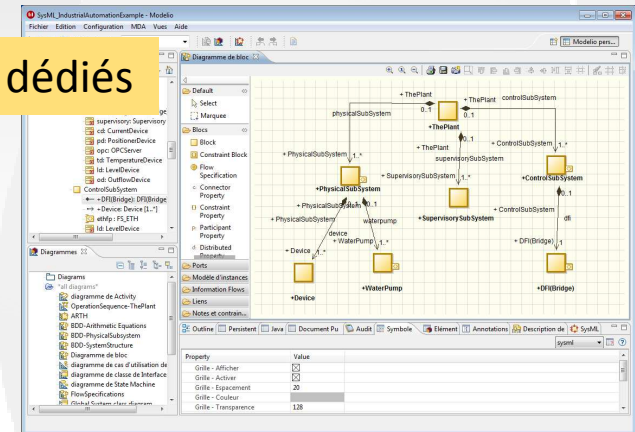 SysML_IndustrialAutomationExample - Modelio
Fichier Edition Configuration MDA Vues Aide
Modelio pers...
dédiés
supervisory: Supervisory
cd: CurrentDevice
pd: PositionerDevice
opc: OPCServer
td: TemperatureDevice
ld: LevelDevice
od: OutflowDevice
ControlSubSystem
+DFI(Bridge): DFI(Bridge
+Device: Device [1..*]
ethfp : FS_ETH
ld: LevelDevice
Diagrammes
Diagrams
*all diagrams*
diagramme de Activity
OperationSequence-ThePlant
ARTH
BDD-Arithmetic Equations
BDD-PhysicalSubsystem
BDD-SystemStructure
Diagramme de bloc
diagramme de cas d'utilisation de
diagramme de classe de Interface
diagramme de State Machine
FlowSpecifications
Global System class diagram
Diagramme de bloc
Default
Select
Marquee
Blocs
Block
Constraint Block
Flow
Specification
Connector
Property
Constraint
Property
Participant
Property
Distributed
Property
Ports
Modèle d'instances
Information Flows
Liens
Notes et contrain...
+ ThePlant
+ ThePlant
controlSubSystem
physicalSubSystem
0..1
0..1
+ThePlant
+ ThePlant
0..1
supervisorySubSystem
+ PhysicalSubSystem
1..*
+ ControlSubSystem
1..*
+ SupervisorySubSystem
1..*
+PhysicalSubSystem
+SupervisorySubSystem
+ControlSubSystem
+ PhysicalSubSystem
0..1
0..1
+ PhysicalSubSystem
waterpump
+ ControlSubSystem
dfi
device
+ Device
1..*
+ WaterPump
1..*
+ DFI(Bridge)
1
+Device
+WaterPump
+DFI(Bridge)
Outline Persistent Java Document Pu Audit Symbole Elément Annotations Description de SysML
sysml
Property Value
Grille - Afficher
Grille - Activer
Grille - Espacement 20
Grille - Couleur
Grille - Transparence 128